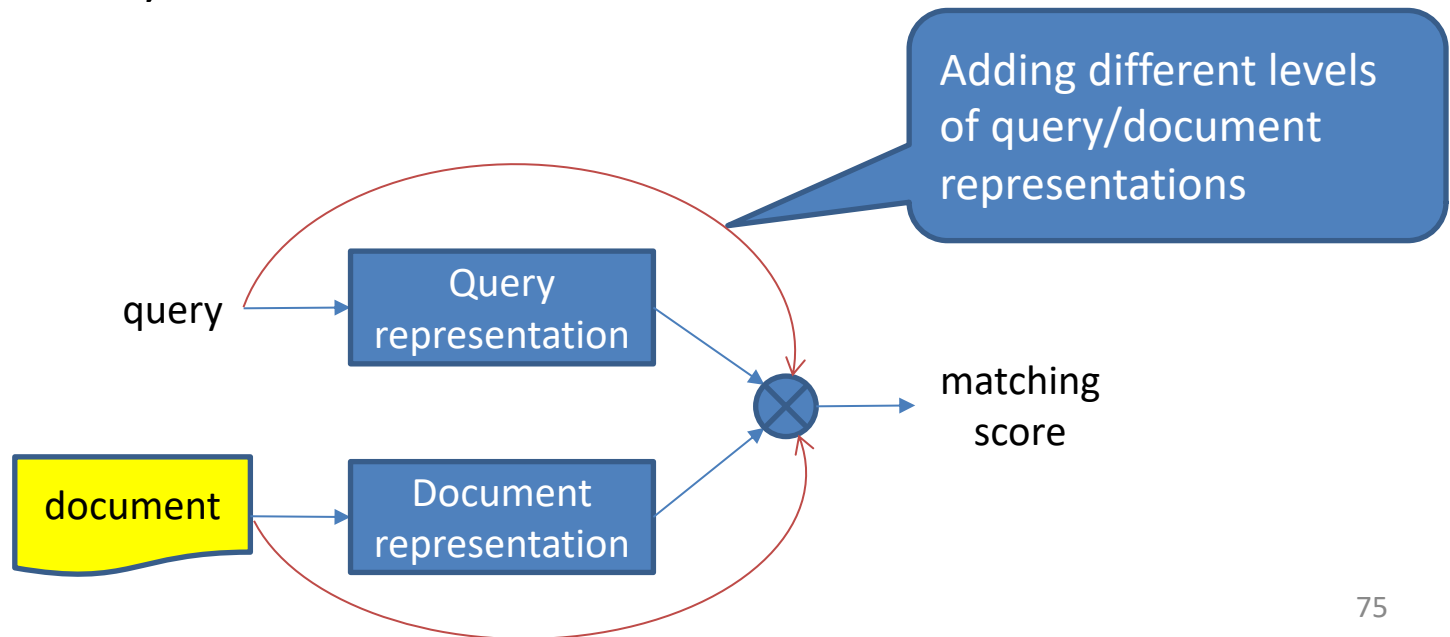 Adding different levels
of query/document
representations
query
Query
representation
matching
score
document
Document
representation
75